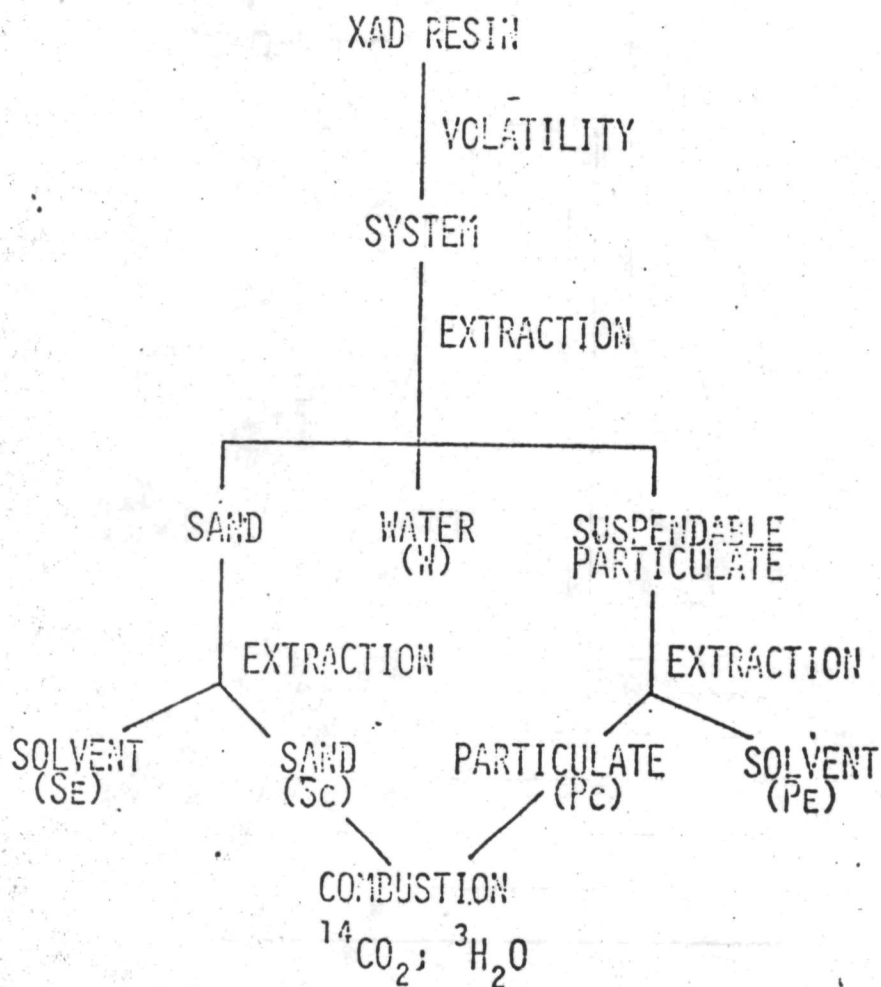 XAD RESIN
VOLATILITY
SYSTEM
EXTRACTION
SAND WATER SUSPENDABLE
(W) PARTICULATE
EXTRACTION EXTRACTION
SOLVENT SAND PARTICULATE SOLVENT
(SE) (SC) (PC) (PE)
COMBUSTION
¹⁴CO₂; ³H₂O